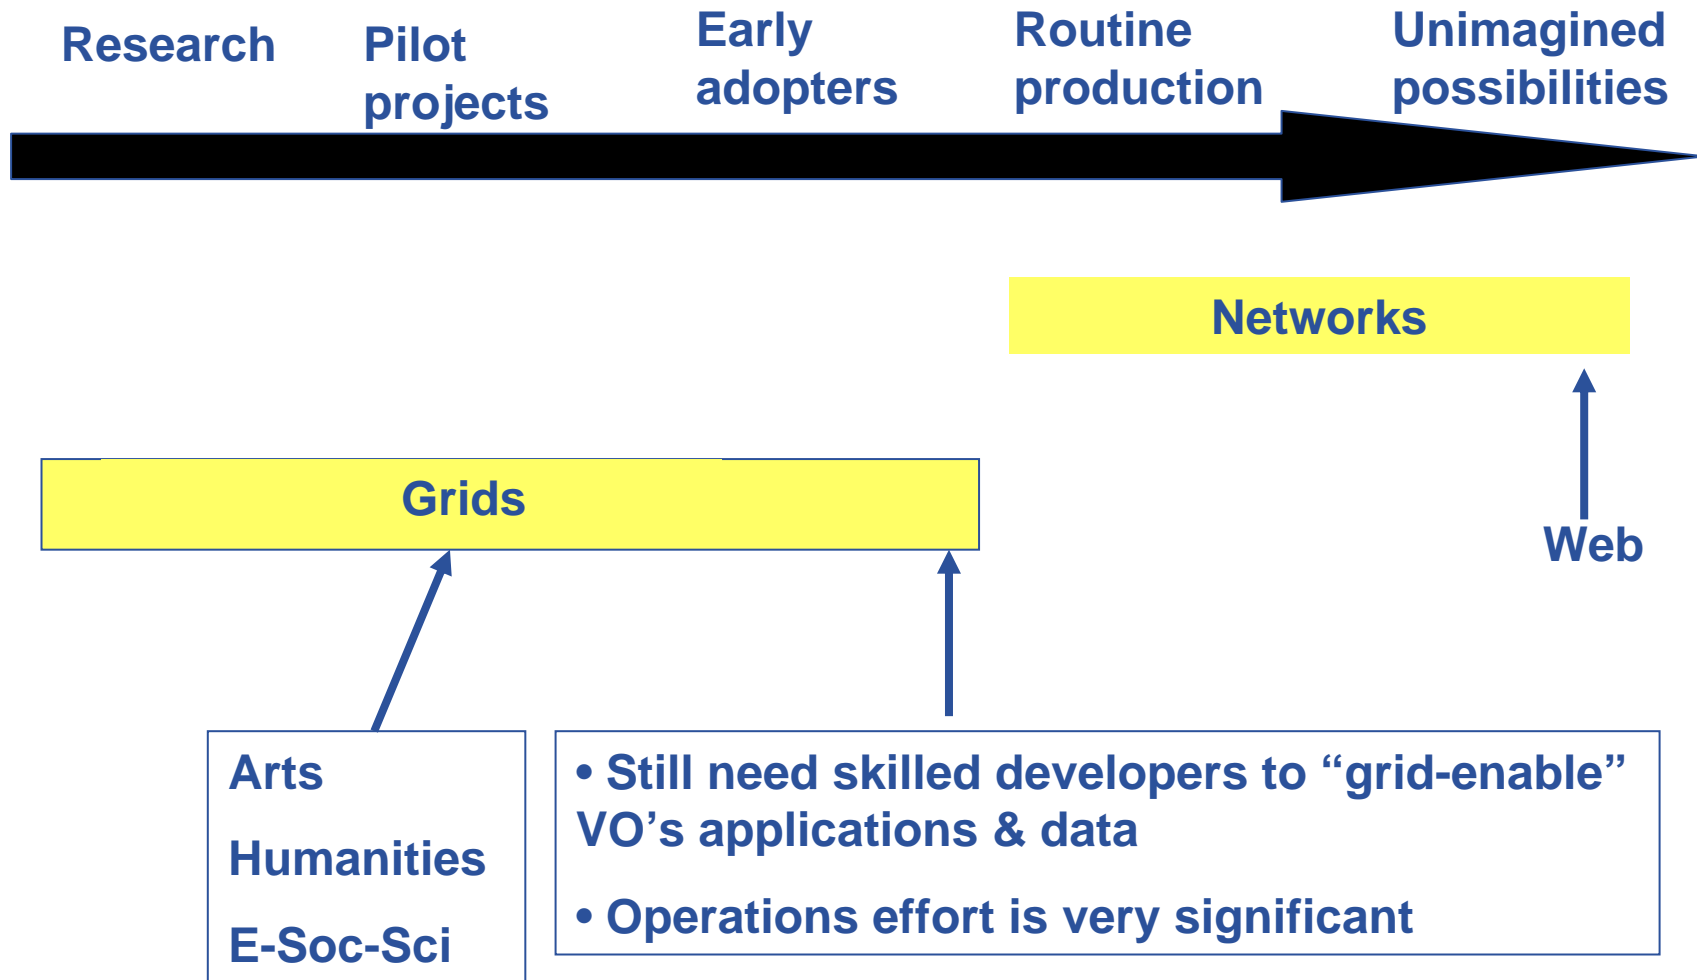 Research
Pilot
projects
Early
adopters
Routine
production
Unimagined
possibilities
Networks
Grids
Web
Arts
Humanities
E-Soc-Sci
• Still need skilled developers to “grid-enable”
VO’s applications & data
• Operations effort is very significant